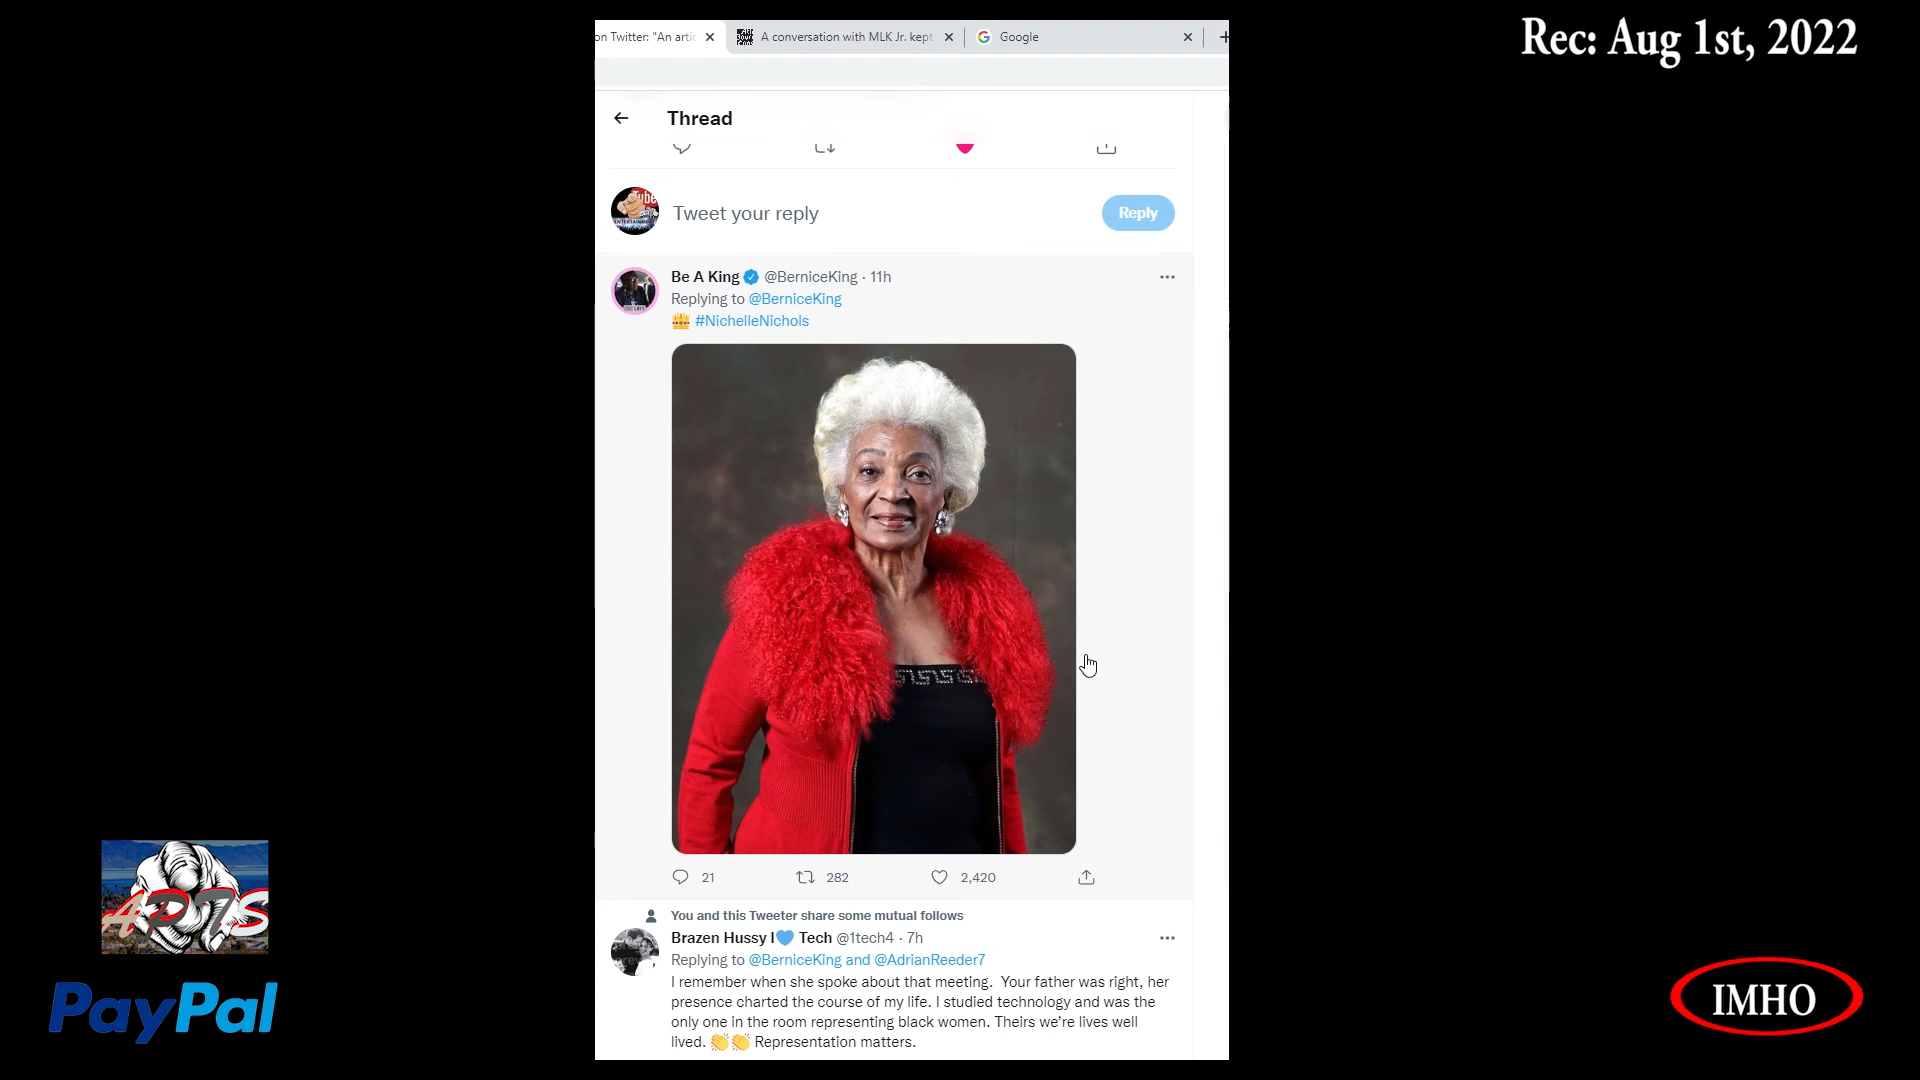 Rec: Aug 1st, 2022
on Twitter: "An artic
A conversation with MLK Jr. kept
Google
Thread
Tweet your reply
Reply
Be A King @BerniceKing · 11h
Replying to @BerniceKing
#NichelleNichols
21
282
2,420
You and this Tweeter share some mutual follows
Brazen Hussy I💙 Tech @1tech4 · 7h
Replying to @BerniceKing and @AdrianReeder7
I remember when she spoke about that meeting. Your father was right, her
presence charted the course of my life. I studied technology and was the
only one in the room representing black women. Theirs we’re lives well
lived. 👏👏 Representation matters.
ARTS
PayPal
IMHO